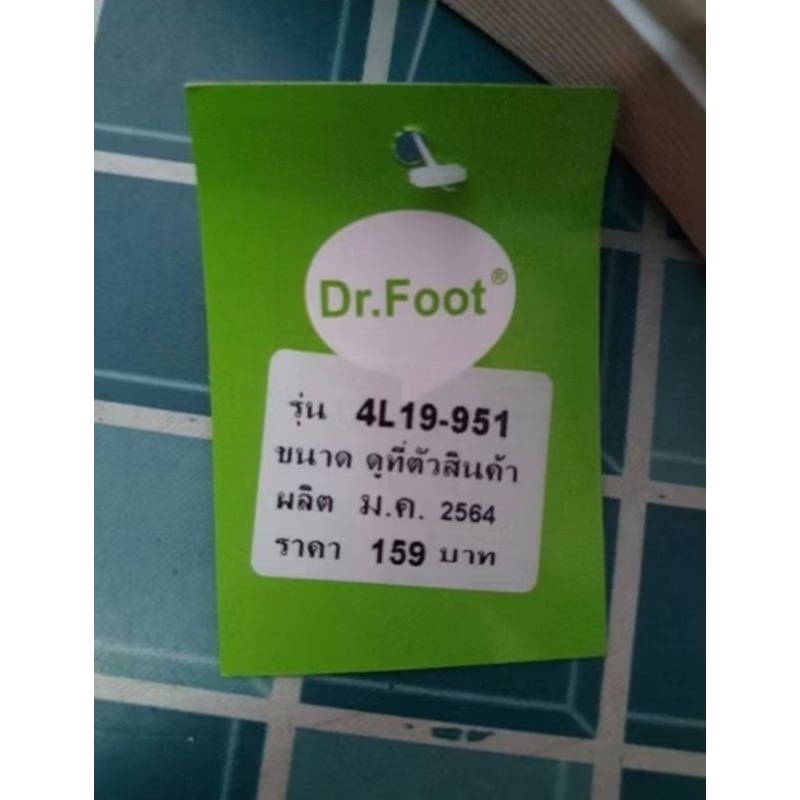 Dr.Foot®
รุ่น 4L19-951
ขนาด ดูที่ตัวสินค้า
ผลิต ม.ค. 2564
ราคา 159 บาท